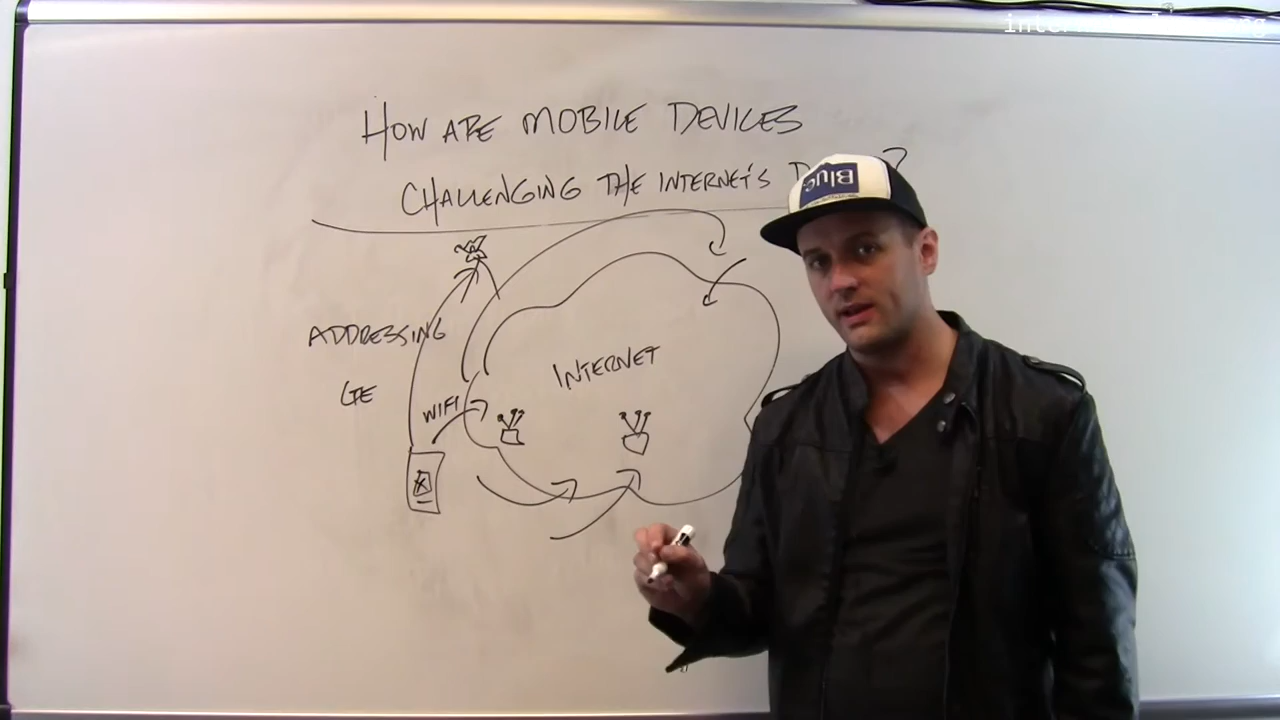 HOW ARE MOBILE DEVICES
CHALLENGING THE INTERNET'S ?
ADDRESSING
LTE
WIFI
INTERNET
Blue